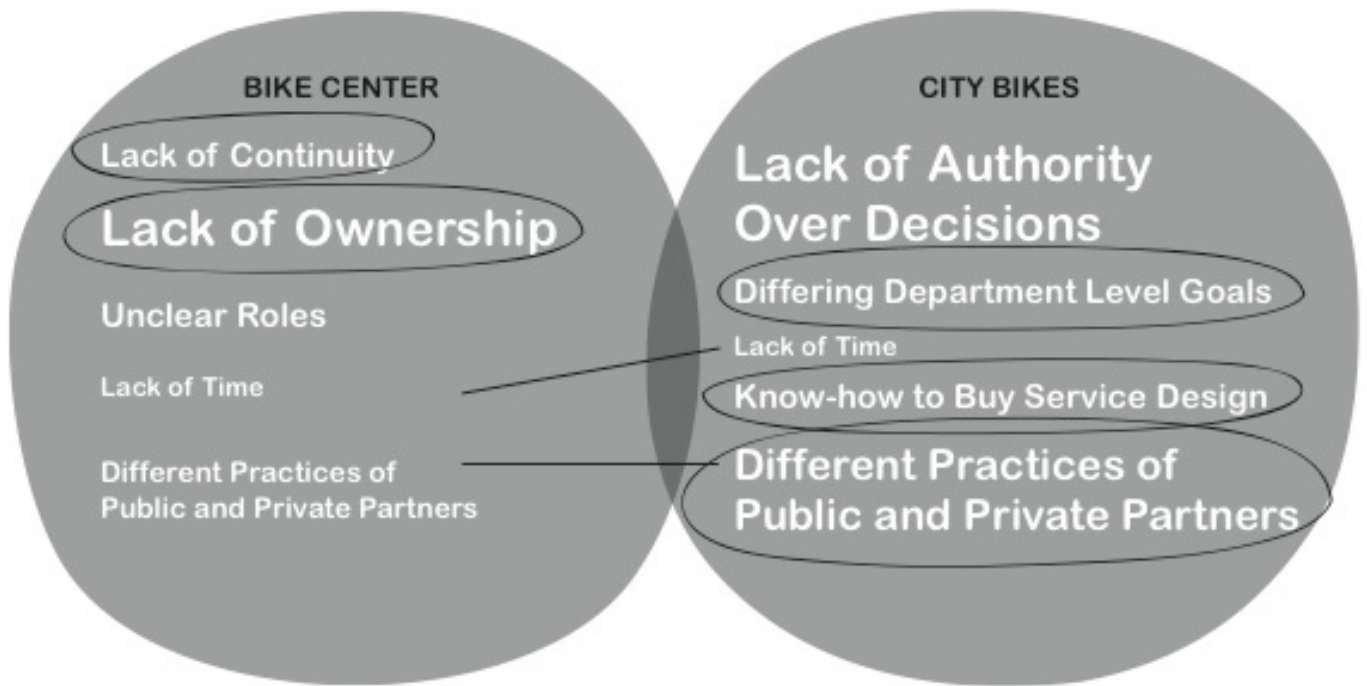 BIKE CENTER
Lack of Continuity
Lack of Ownership
Unclear Roles
Lack of Time
Different Practices of
Public and Private Partners
CITY BIKES
Lack of Authority
Over Decisions
Differing Department Level Goals
Lack of Time
Know-how to Buy Service Design
Different Practices of
Public and Private Partners